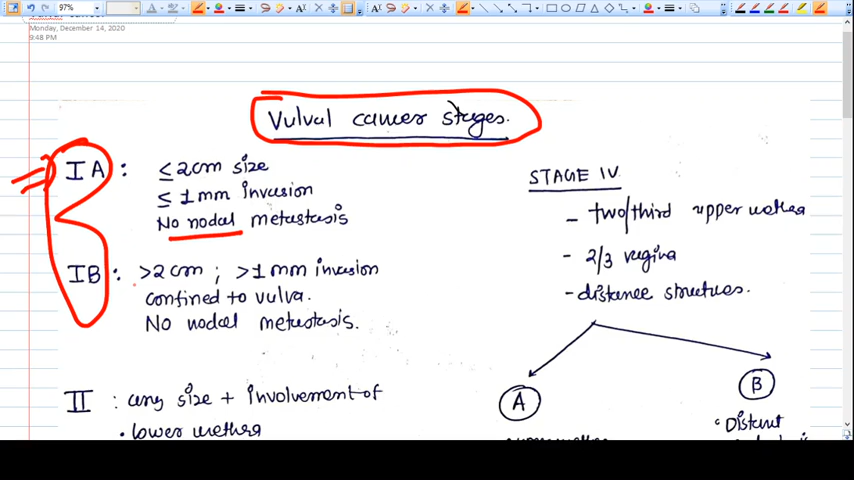 97%
Monday, December 14, 2020
9:48 PM
Vulval cancer stages.
IA : ≤2cm size
≤1mm invasion
No nodal metastasis
IB : >2cm ; >1mm invasion
confined to vulva.
No nodal metastasis.
II : any size + involvement of
• lower urethra
STAGE IV
- two/third upper urethra
- 2/3 vagina
- distance structures.
A
B
Distant